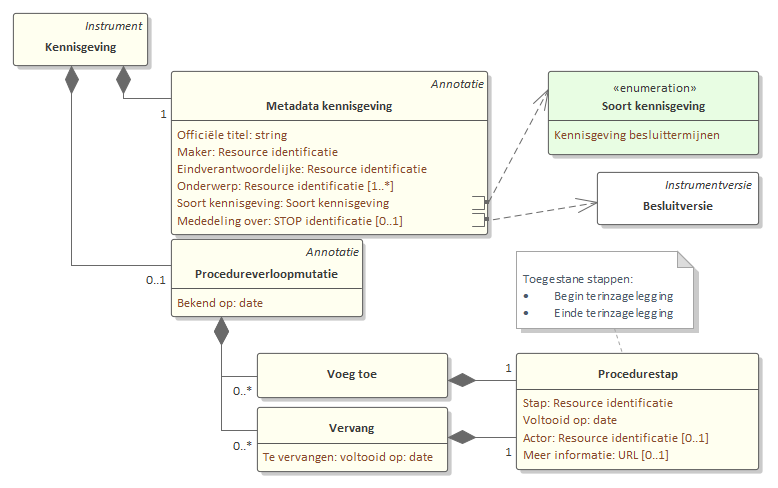 Instrument
Kennisgeving
Annotatie
Metadata kennisgeving
Officiële titel: string
Maker: Resource identificatie
Eindverantwoordelijke: Resource identificatie
Onderwerp: Resource identificatie [1..*]
Soort kennisgeving: Soort kennisgeving
Mededeling over: STOP identificatie [0..1]
1
«enumeration»
Soort kennisgeving
Kennisgeving besluittermijnen
Instrumentversie
Besluitversie
Annotatie
Procedureverloopmutatie
Bekend op: date
0..1
Toegestane stappen:
• Begin terinzagelegging
• Einde terinzagelegging
Voeg toe
0..*
1
Procedurestap
Stap: Resource identificatie
Voltooid op: date
Actor: Resource identificatie [0..1]
Meer informatie: URL [0..1]
Vervang
Te vervangen: voltooid op: date
0..*
1